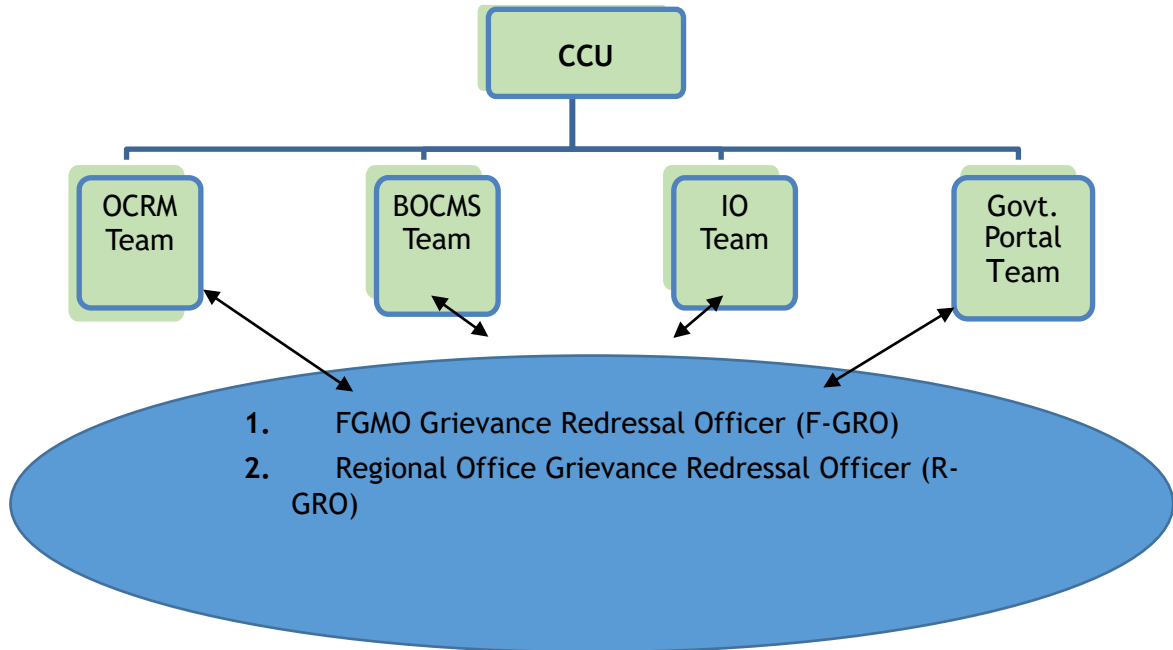 CCU
OCRM
Team
BOCMS
Team
IO
Team
Govt.
Portal
Team
1. FGMO Grievance Redressal Officer (F-GRO)
2. Regional Office Grievance Redressal Officer (R-
GRO)